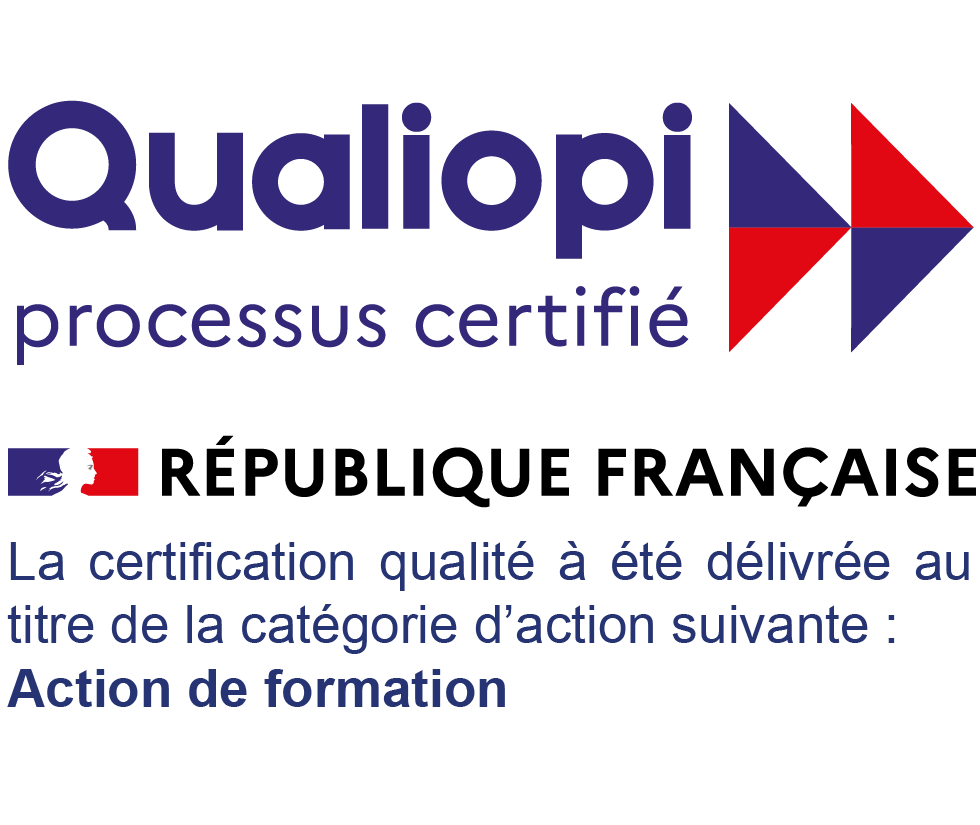 Qualiopi
processus certifié
RÉPUBLIQUE FRANÇAISE
La certification qualité à été délivrée au
titre de la catégorie d’action suivante :
Action de formation